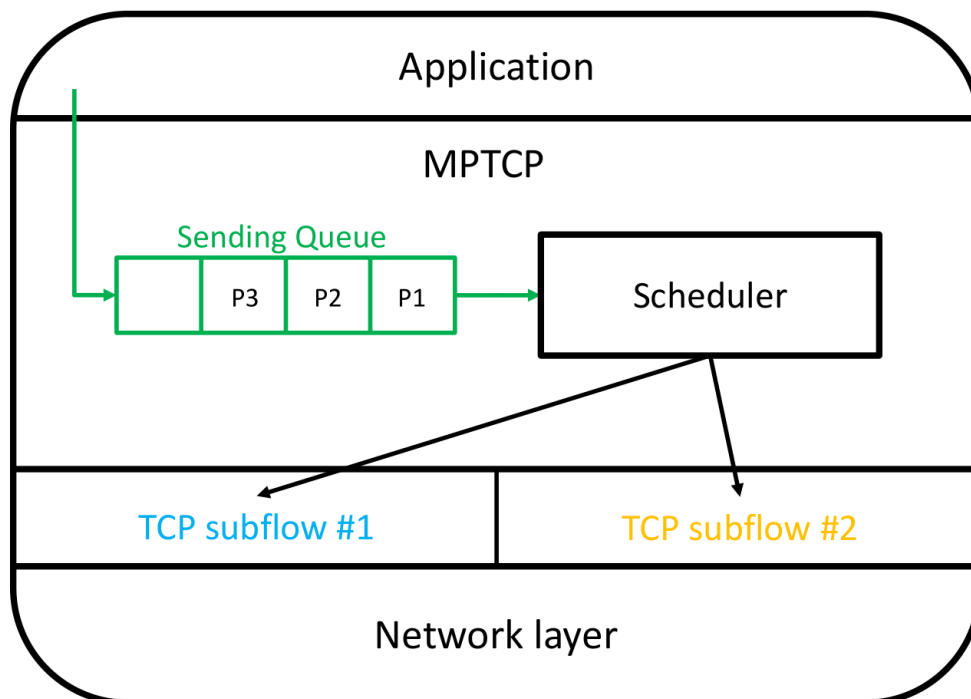 Application
MPTCP
Sending Queue
P3 P2 P1
Scheduler
TCP subflow #1
TCP subflow #2
Network layer